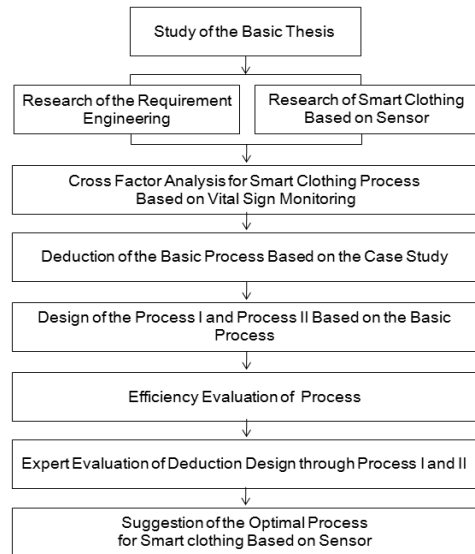 Study of the Basic Thesis
Research of the Requirement
Engineering
Research of Smart Clothing
Based on Sensor
Cross Factor Analysis for Smart Clothing Process
Based on Vital Sign Monitoring
Deduction of the Basic Process Based on the Case Study
Design of the Process I and Process II Based on the Basic
Process
Efficiency Evaluation of Process
Expert Evaluation of Deduction Design through Process I and II
Suggestion of the Optimal Process
for Smart clothing Based on Sensor